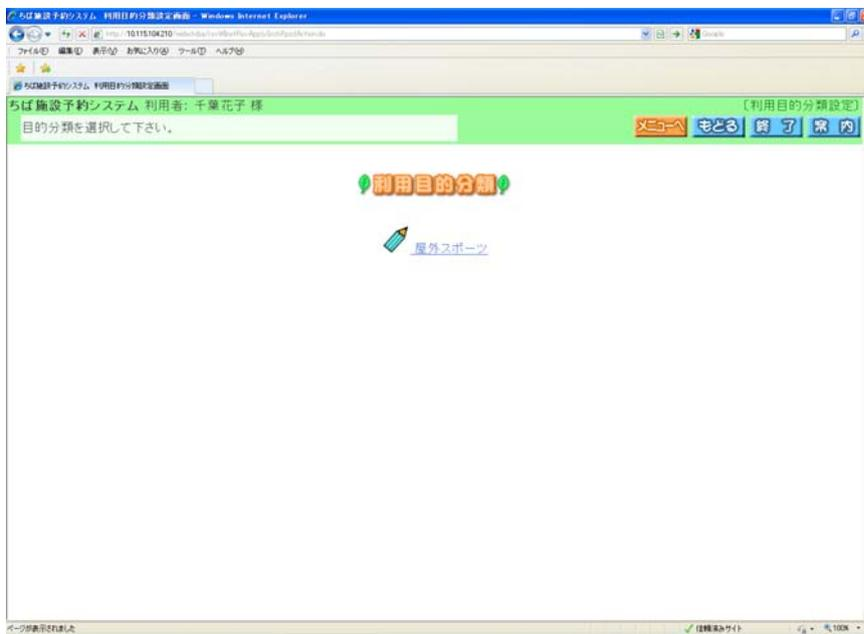 ちば施設予約システム 利用目的分類設定画面 - Windows Internet Explorer
Google
ファイル(F) 編集(E) 表示(V) お気に入り(A) ツール(T) ヘルプ(H)
ちば施設予約システム 利用目的分類設定画面
ちば施設予約システム 利用者: 千葉花子 様
〔利用目的分類設定〕
目的分類を選択して下さい。
メニューへ もどる 終 了 案 内
利用目的分類
屋外スポーツ
ページが表示されました
信頼済みサイト
100%